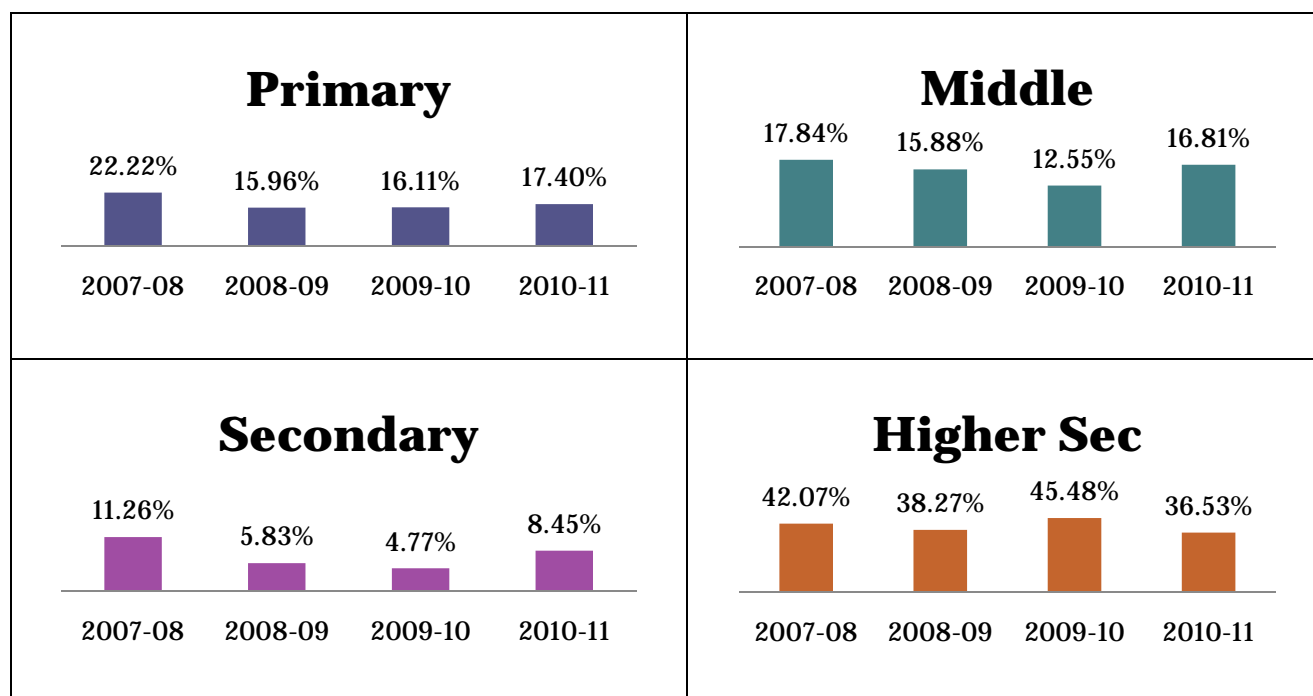 Primary
22.22%
15.96%
16.11%
17.40%
2007-08 2008-09 2009-10 2010-11
Middle
17.84%
15.88%
12.55%
16.81%
2007-08 2008-09 2009-10 2010-11
Secondary
11.26%
5.83%
4.77%
8.45%
2007-08 2008-09 2009-10 2010-11
Higher Sec
42.07%
38.27%
45.48%
36.53%
2007-08 2008-09 2009-10 2010-11